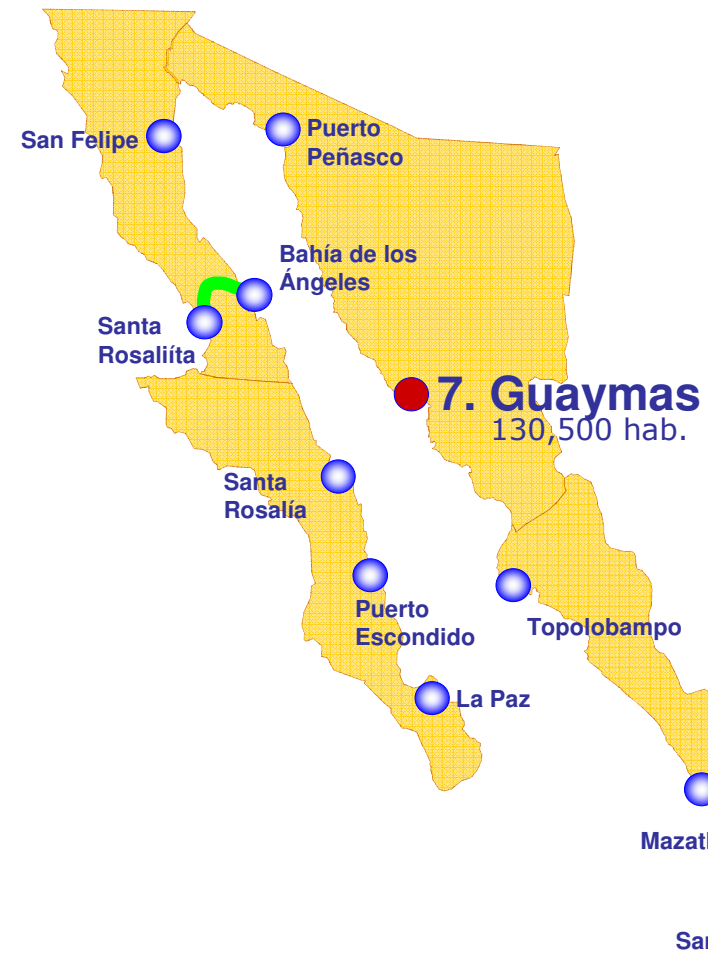 San Felipe
Puerto
Peñasco
Bahía de los
Ángeles
Santa
Rosaliíta
7. Guaymas
130,500 hab.
Santa
Rosalía
Puerto
Escondido
Topolobampo
La Paz